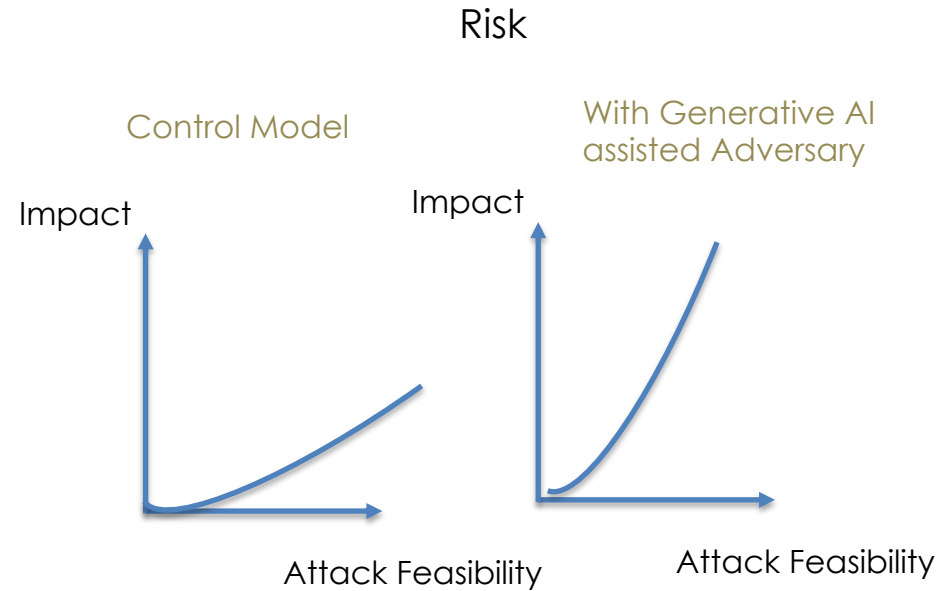 Risk
Control Model
With Generative AI
assisted Adversary
Impact
Impact
Attack Feasibility
Attack Feasibility